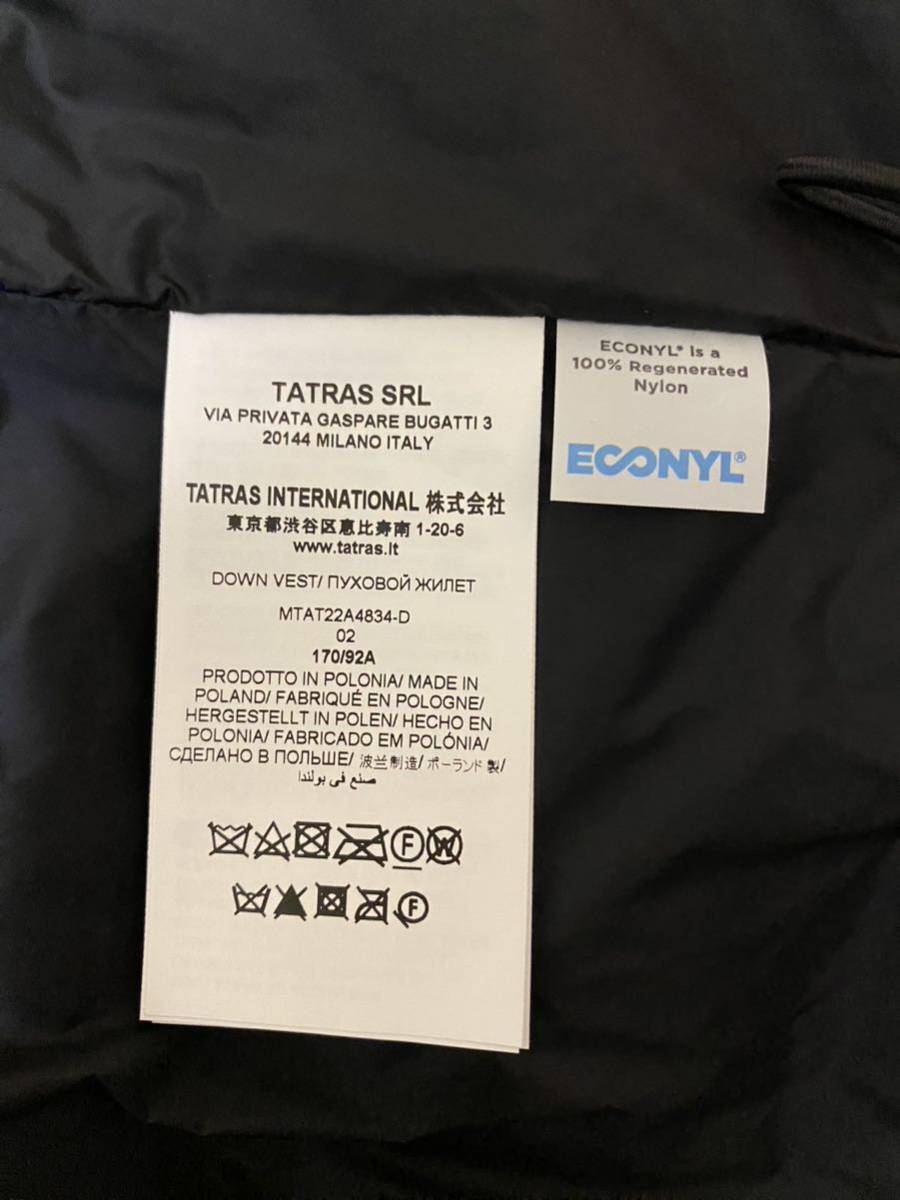 TATRAS SRL
VIA PRIVATA GASPARE BUGATTI 3
20144 MILANO ITALY
TATRAS INTERNATIONAL 株式会社
東京都渋谷区恵比寿南 1-20-6
www.tatras.it
DOWN VEST/ ПУХОВОЙ ЖИЛЕТ
MTAT22A4834-D
02
170/92A
PRODOTTO IN POLONIA/ MADE IN
POLAND/ FABRIQUÉ EN POLOGNE/
HERGESTELLT IN POLEN/ HECHO EN
POLONIA/ FABRICADO EM POLÓNIA/
СДЕЛАНО В ПОЛЬШЕ/ 波兰制造/ ポーランド製/
صنع في بولندا
F W
F
ECONYL® is a
100% Regenerated
Nylon
ECONYL®